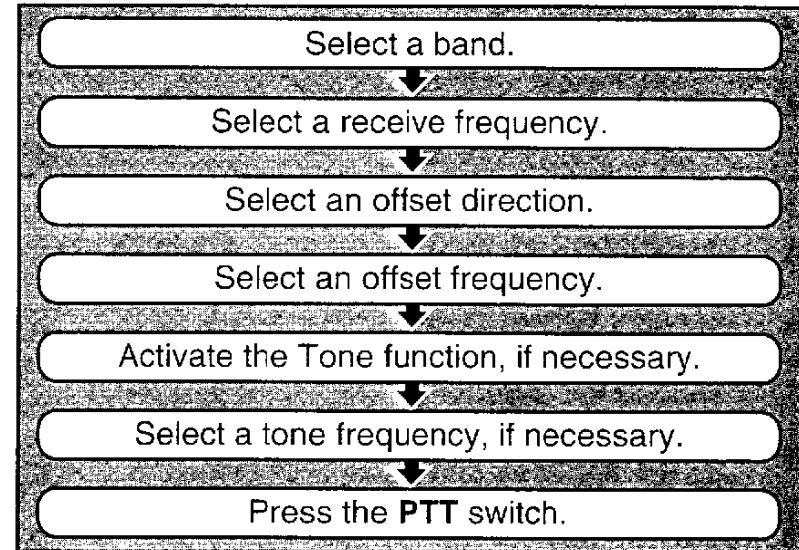 Select a band.
Select a receive frequency.
Select an offset direction.
Select an offset frequency.
Activate the Tone function, if necessary.
Select a tone frequency, if necessary.
Press the PTT switch.